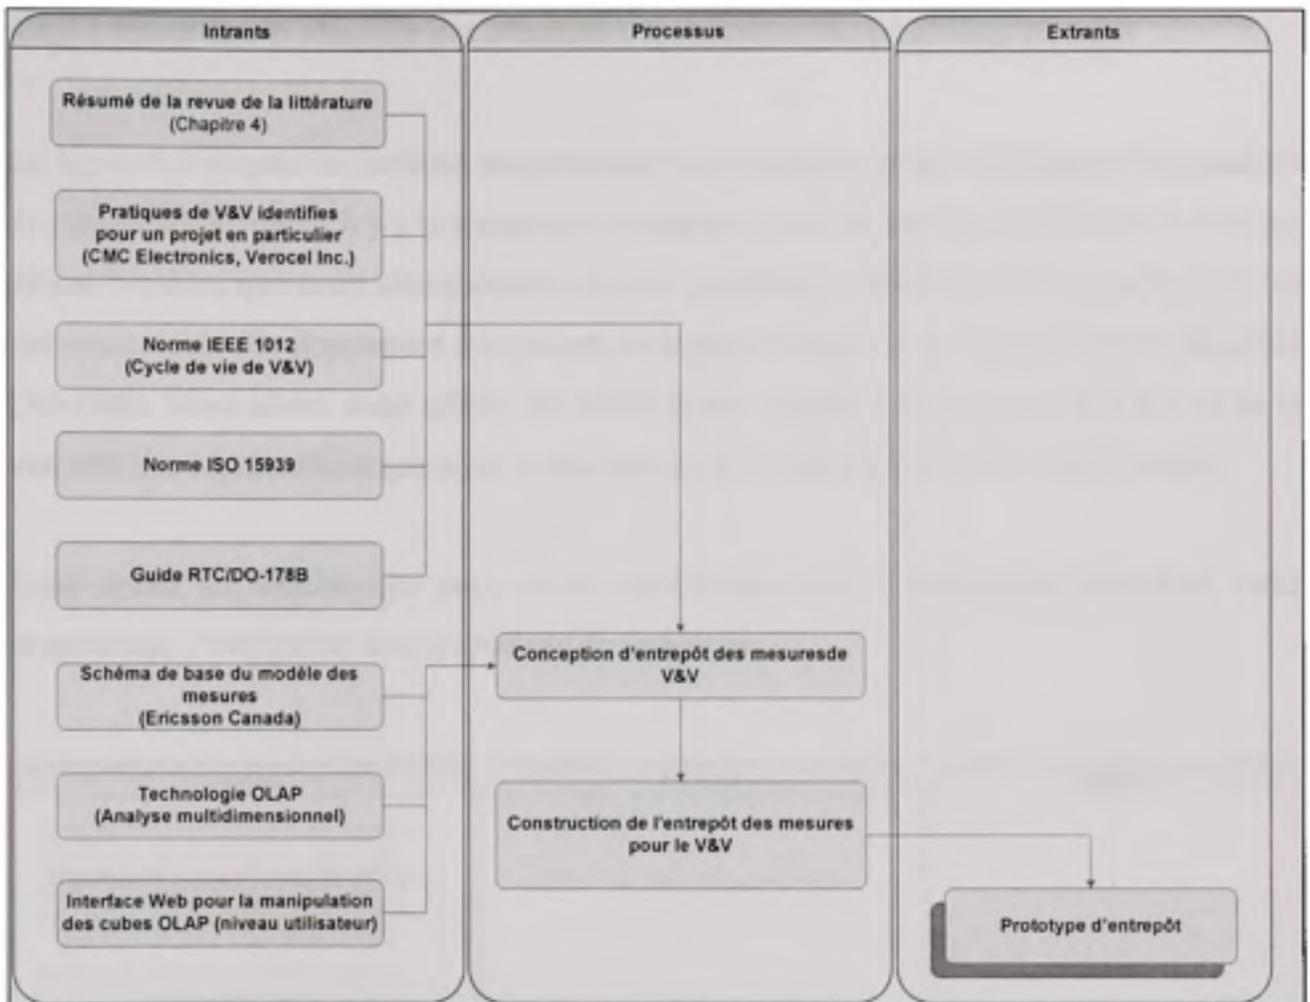 Intrants
Processus
Extrants
Résumé de la revue de la littérature
(Chapitre 4)
Pratiques de V&V identifies
pour un projet en particulier
(CMC Electronics, Verocel Inc.)
Norme IEEE 1012
(Cycle de vie de V&V)
Norme ISO 15939
Guide RTC/DO-178B
Schéma de base du modèle des
mesures
(Ericsson Canada)
Technologie OLAP
(Analyse multidimensionnel)
Interface Web pour la manipulation
des cubes OLAP (niveau utilisateur)
Conception d'entrepôt des mesuresde
V&V
Construction de l'entrepôt des mesures
pour le V&V
Prototype d'entrepôt